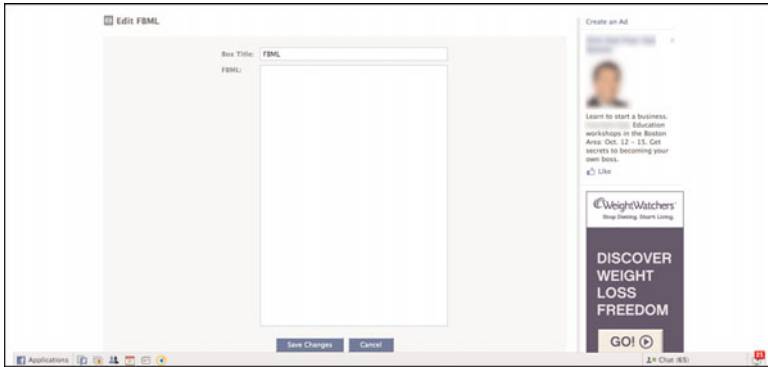 Edit FBML
Box Title: FBML
FBML:
Save Changes Cancel
Create an Ad
x
Learn to start a business.
Education
workshops in the Boston
Area: Oct. 12 – 15. Get
secrets to becoming your
own boss.
Like
WeightWatchers
Stop Dieting. Start Living.
DISCOVER
WEIGHT
LOSS
FREEDOM
GO!
Applications
Chat (65)